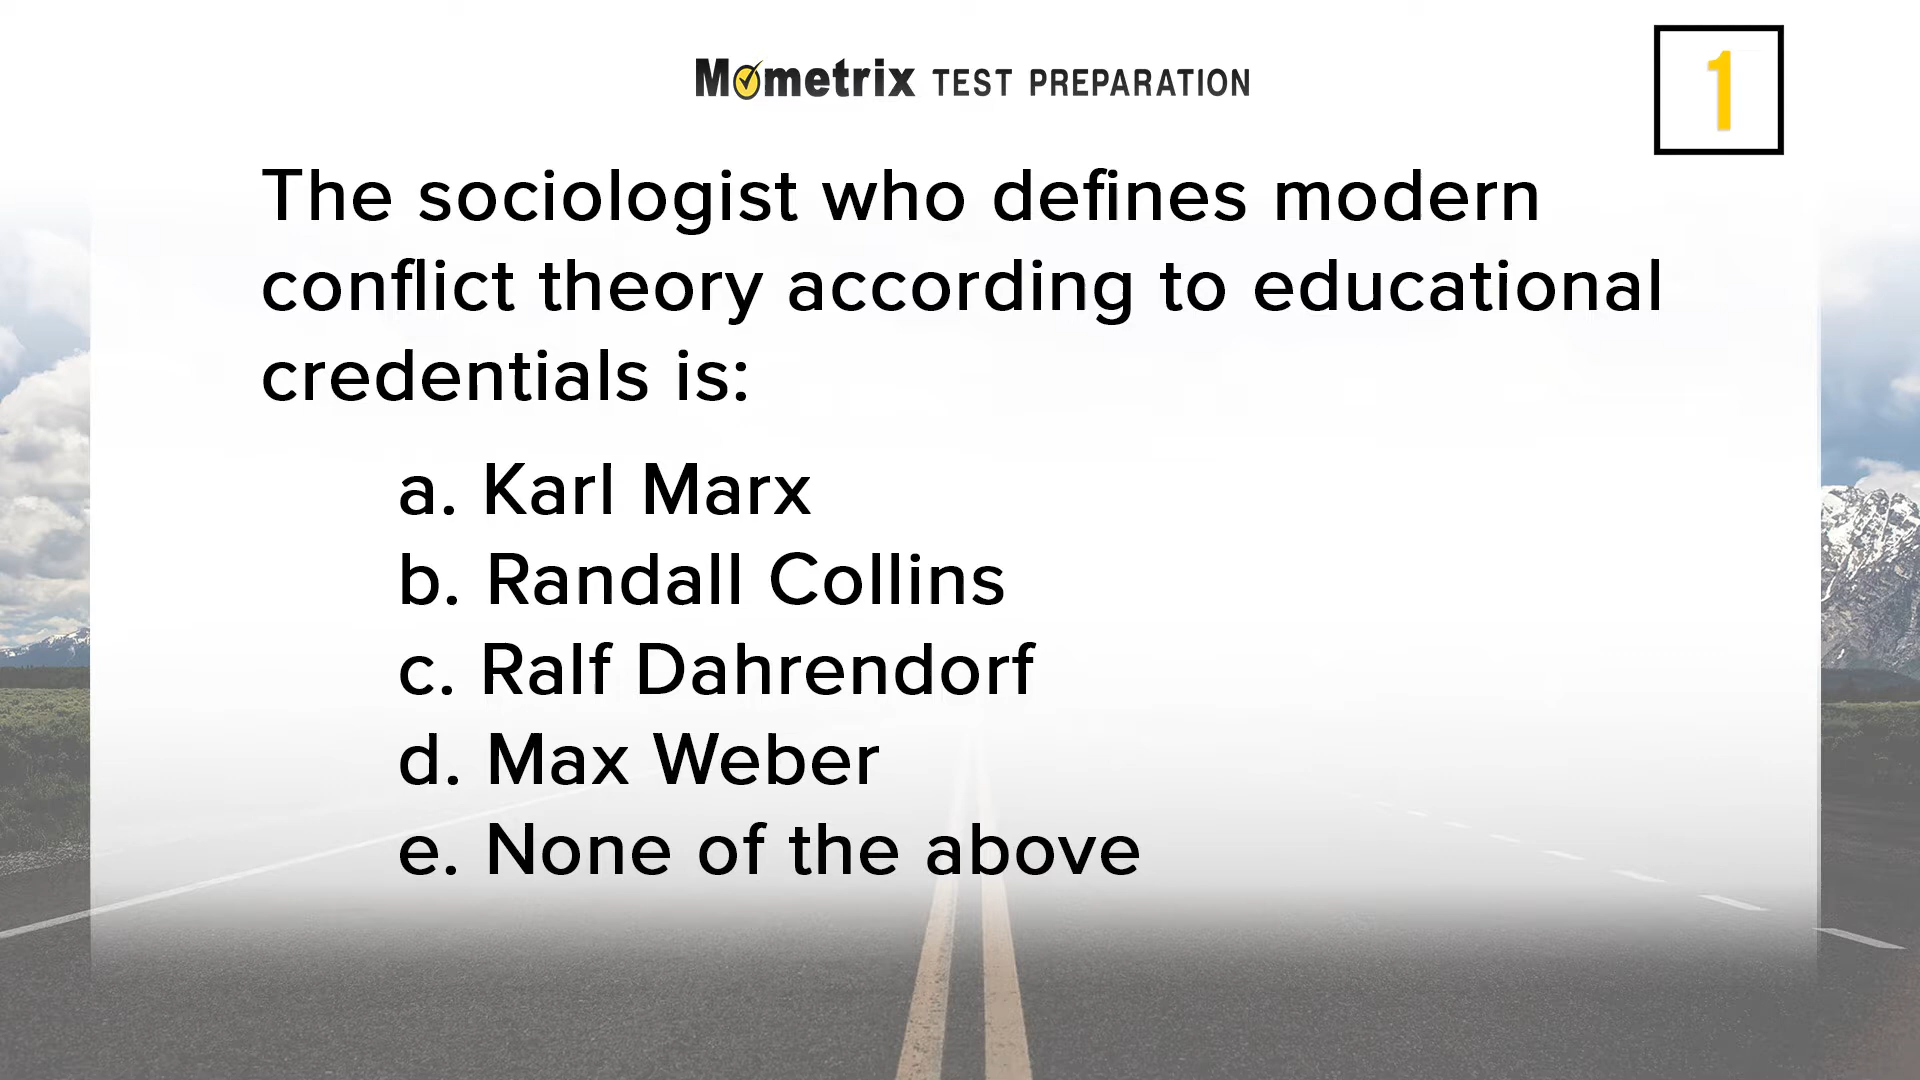 Mometrix TEST PREPARATION
1
The sociologist who defines modern
conflict theory according to educational
credentials is:
a. Karl Marx
b. Randall Collins
c. Ralf Dahrendorf
d. Max Weber
e. None of the above